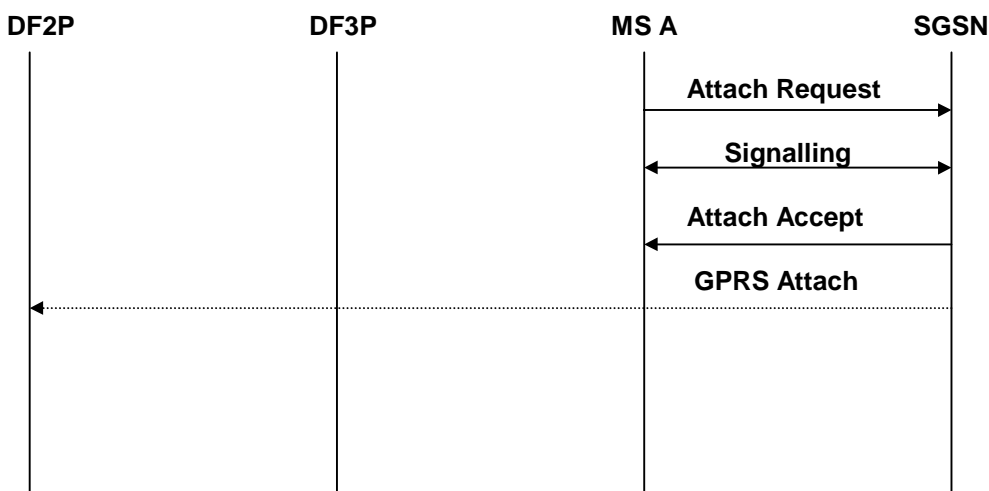 DF2P DF3P MS A SGSN
Attach Request
Signalling
Attach Accept
GPRS Attach